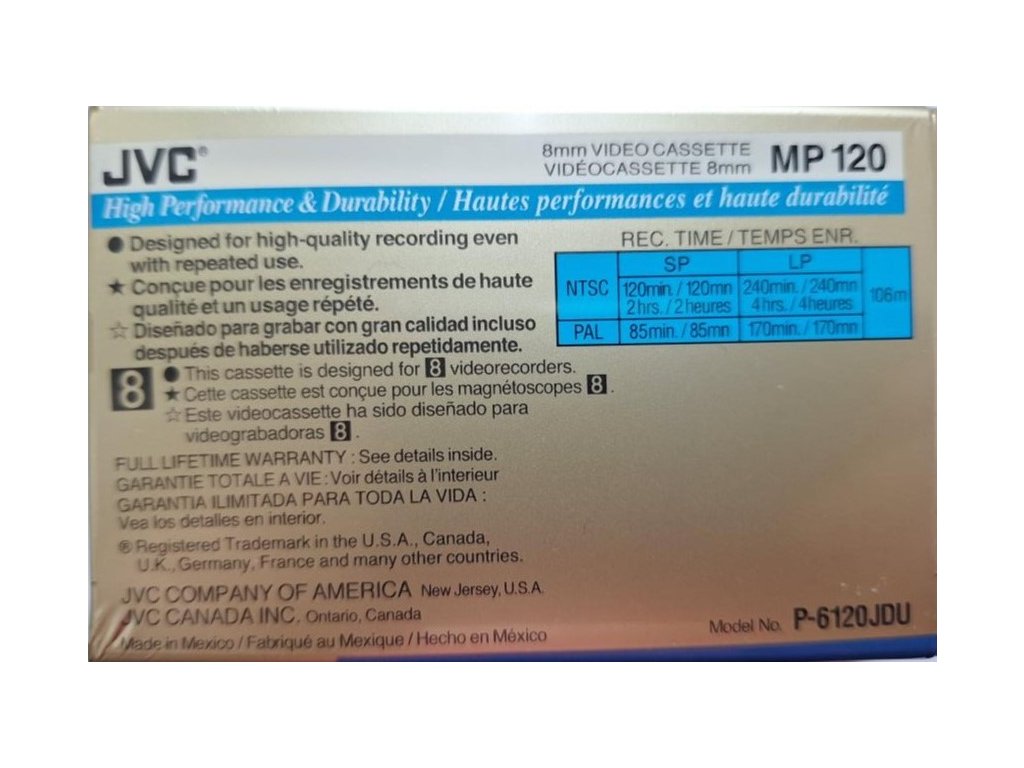 JVC®
8mm VIDEO CASSETTE
VIDÉOCASSETTE 8mm
MP 120
High Performance & Durability / Hautes performances et haute durabilité
● Designed for high-quality recording even
with repeated use.
★ Conçue pour les enregistrements de haute
qualité et un usage répété.
☆ Diseñado para grabar con gran calidad incluso
después de haberse utilizado repetidamente.
REC. TIME / TEMPS ENR.
SP LP
NTSC 120min. / 120mn 240min. / 240mn 106m
2hrs. / 2heures 4hrs. / 4heures
PAL 85min. / 85mn 170min. / 170mn
8 ● This cassette is designed for 8 videorecorders.
★ Cette cassette est conçue pour les magnétoscopes 8 .
☆ Este videocassette ha sido diseñado para
videograbadoras 8 .
FULL LIFETIME WARRANTY : See details inside.
GARANTIE TOTALE A VIE : Voir détails à l'interieur
GARANTIA ILIMITADA PARA TODA LA VIDA :
Vea los detalles en interior.
® Registered Trademark in the U.S.A., Canada,
U.K., Germany, France and many other countries.
JVC COMPANY OF AMERICA New Jersey, U.S.A.
JVC CANADA INC. Ontario, Canada
Made in Mexico / Fabriqué au Mexique / Hecho en México
Model No. P-6120JDU